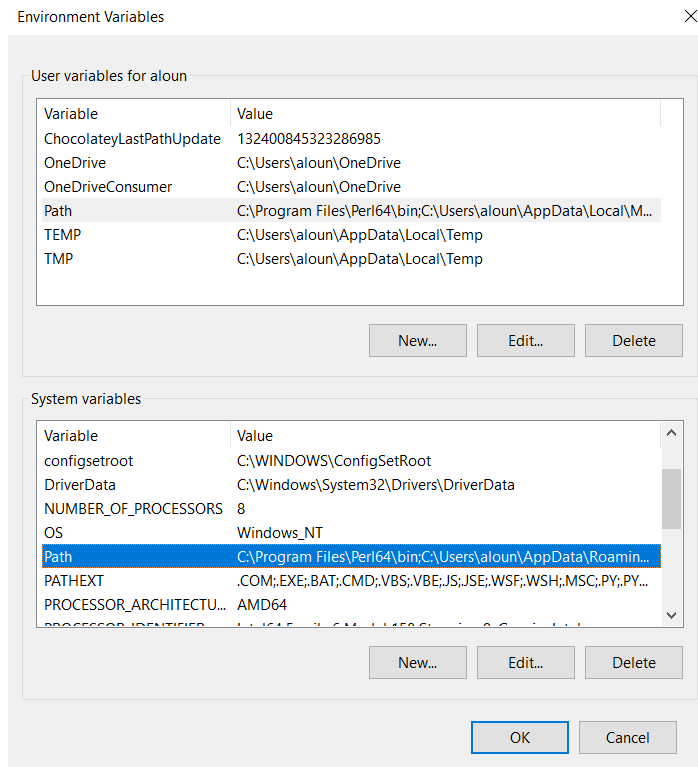 Environment Variables
User variables for aloun
Variable Value
ChocolateyLastPathUpdate 132400845323286985
OneDrive C:\Users\aloun\OneDrive
OneDriveConsumer C:\Users\aloun\OneDrive
Path C:\Program Files\Perl64\bin;C:\Users\aloun\AppData\Local\M...
TEMP C:\Users\aloun\AppData\Local\Temp
TMP C:\Users\aloun\AppData\Local\Temp
New... Edit... Delete
System variables
Variable Value
configsetroot C:\WINDOWS\ConfigSetRoot
DriverData C:\Windows\System32\Drivers\DriverData
NUMBER_OF_PROCESSORS 8
OS Windows_NT
Path C:\Program Files\Perl64\bin;C:\Users\aloun\AppData\Roamin...
PATHEXT .COM;.EXE;.BAT;.CMD;.VBS;.VBE;.JS;.JSE;.WSF;.WSH;.MSC;.PY;.PY...
PROCESSOR_ARCHITECTU... AMD64
New... Edit... Delete
OK Cancel